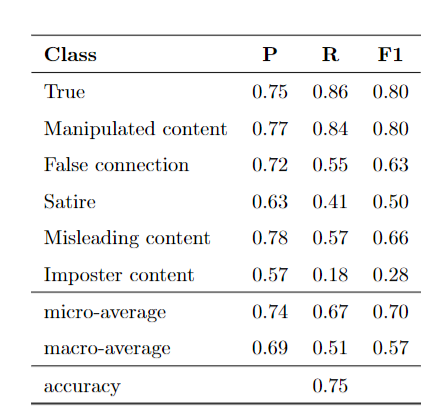 Class P R F1
True 0.75 0.86 0.80
Manipulated content 0.77 0.84 0.80
False connection 0.72 0.55 0.63
Satire 0.63 0.41 0.50
Misleading content 0.78 0.57 0.66
Imposter content 0.57 0.18 0.28
micro-average 0.74 0.67 0.70
macro-average 0.69 0.51 0.57
accuracy 0.75